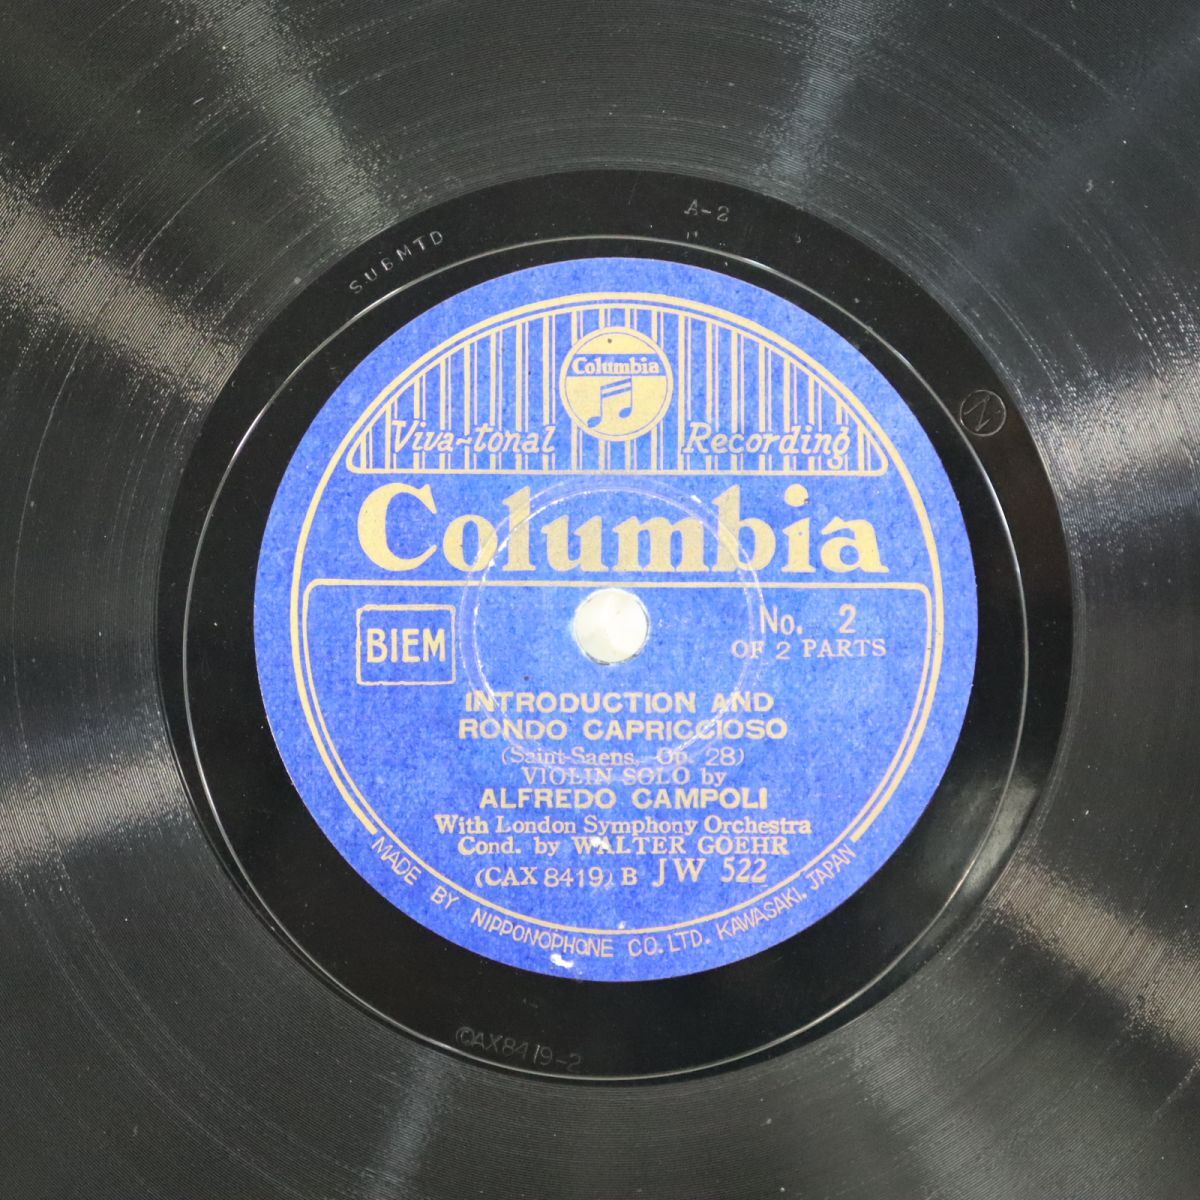 A-2
SUBMTD
Columbia
Viva-tonal Recording
Columbia
BIEM
No. 2
OF 2 PARTS
INTRODUCTION AND
RONDO CAPRICCIOSO
(Saint-Saens, Op. 28)
VIOLIN SOLO by
ALFREDO CAMPOLI
With London Symphony Orchestra
Cond. by WALTER GOEHR
(CAX 8419) B JW 522
MADE BY NIPPONOPHONE CO. LTD. KAWASAKI. JAPAN
©AX8419-2
N